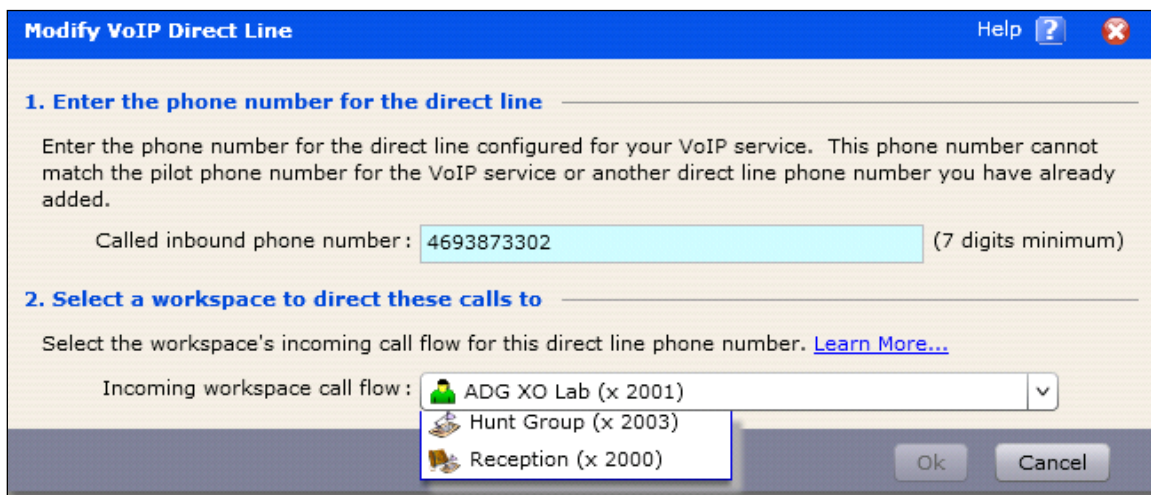 Modify VoIP Direct Line
Help ?
1. Enter the phone number for the direct line
Enter the phone number for the direct line configured for your VoIP service. This phone number cannot
match the pilot phone number for the VoIP service or another direct line phone number you have already
added.
Called inbound phone number: 4693873302 (7 digits minimum)
2. Select a workspace to direct these calls to
Select the workspace's incoming call flow for this direct line phone number. Learn More...
Incoming workspace call flow: ADG XO Lab (x 2001)
Hunt Group (x 2003)
Reception (x 2000)
Ok Cancel